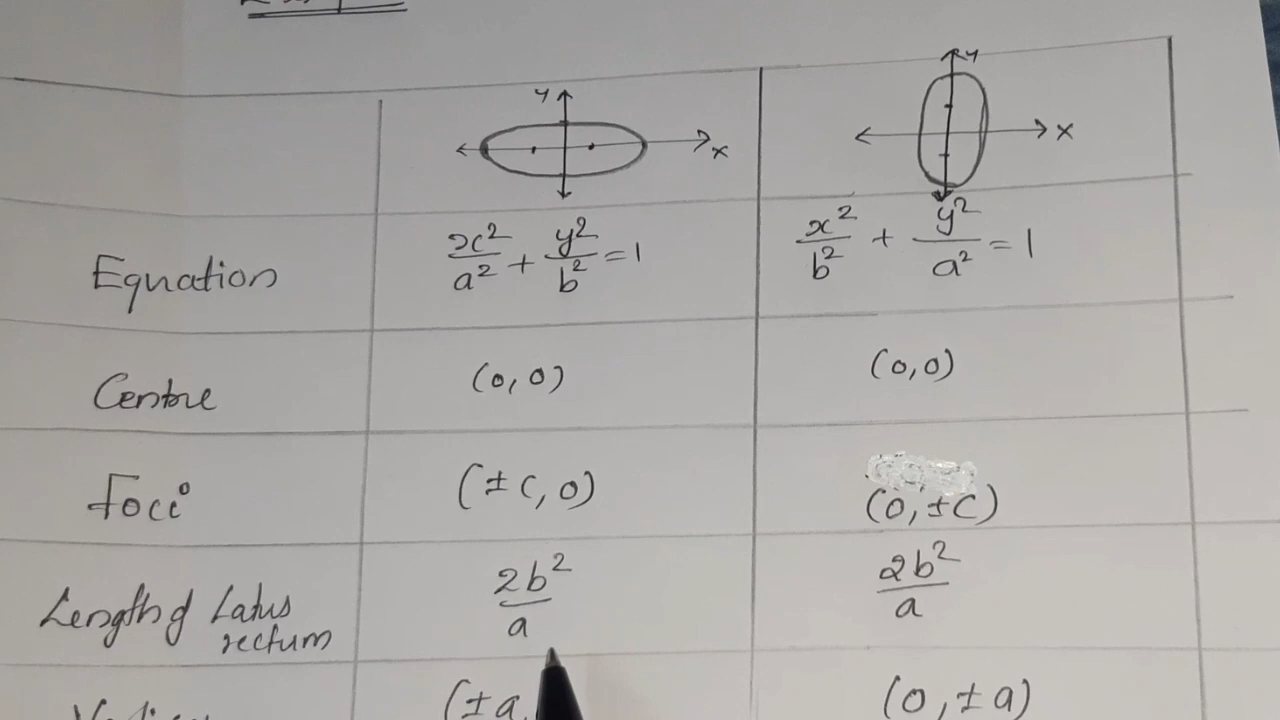 y x
y x
Equation x²/a² + y²/b² = 1 x²/b² + y²/a² = 1
Centre (0,0) (0,0)
Foci (±c,0) (0,±c)
Length of Latus rectum 2b²/a 2b²/a
(±a, (0,±a)